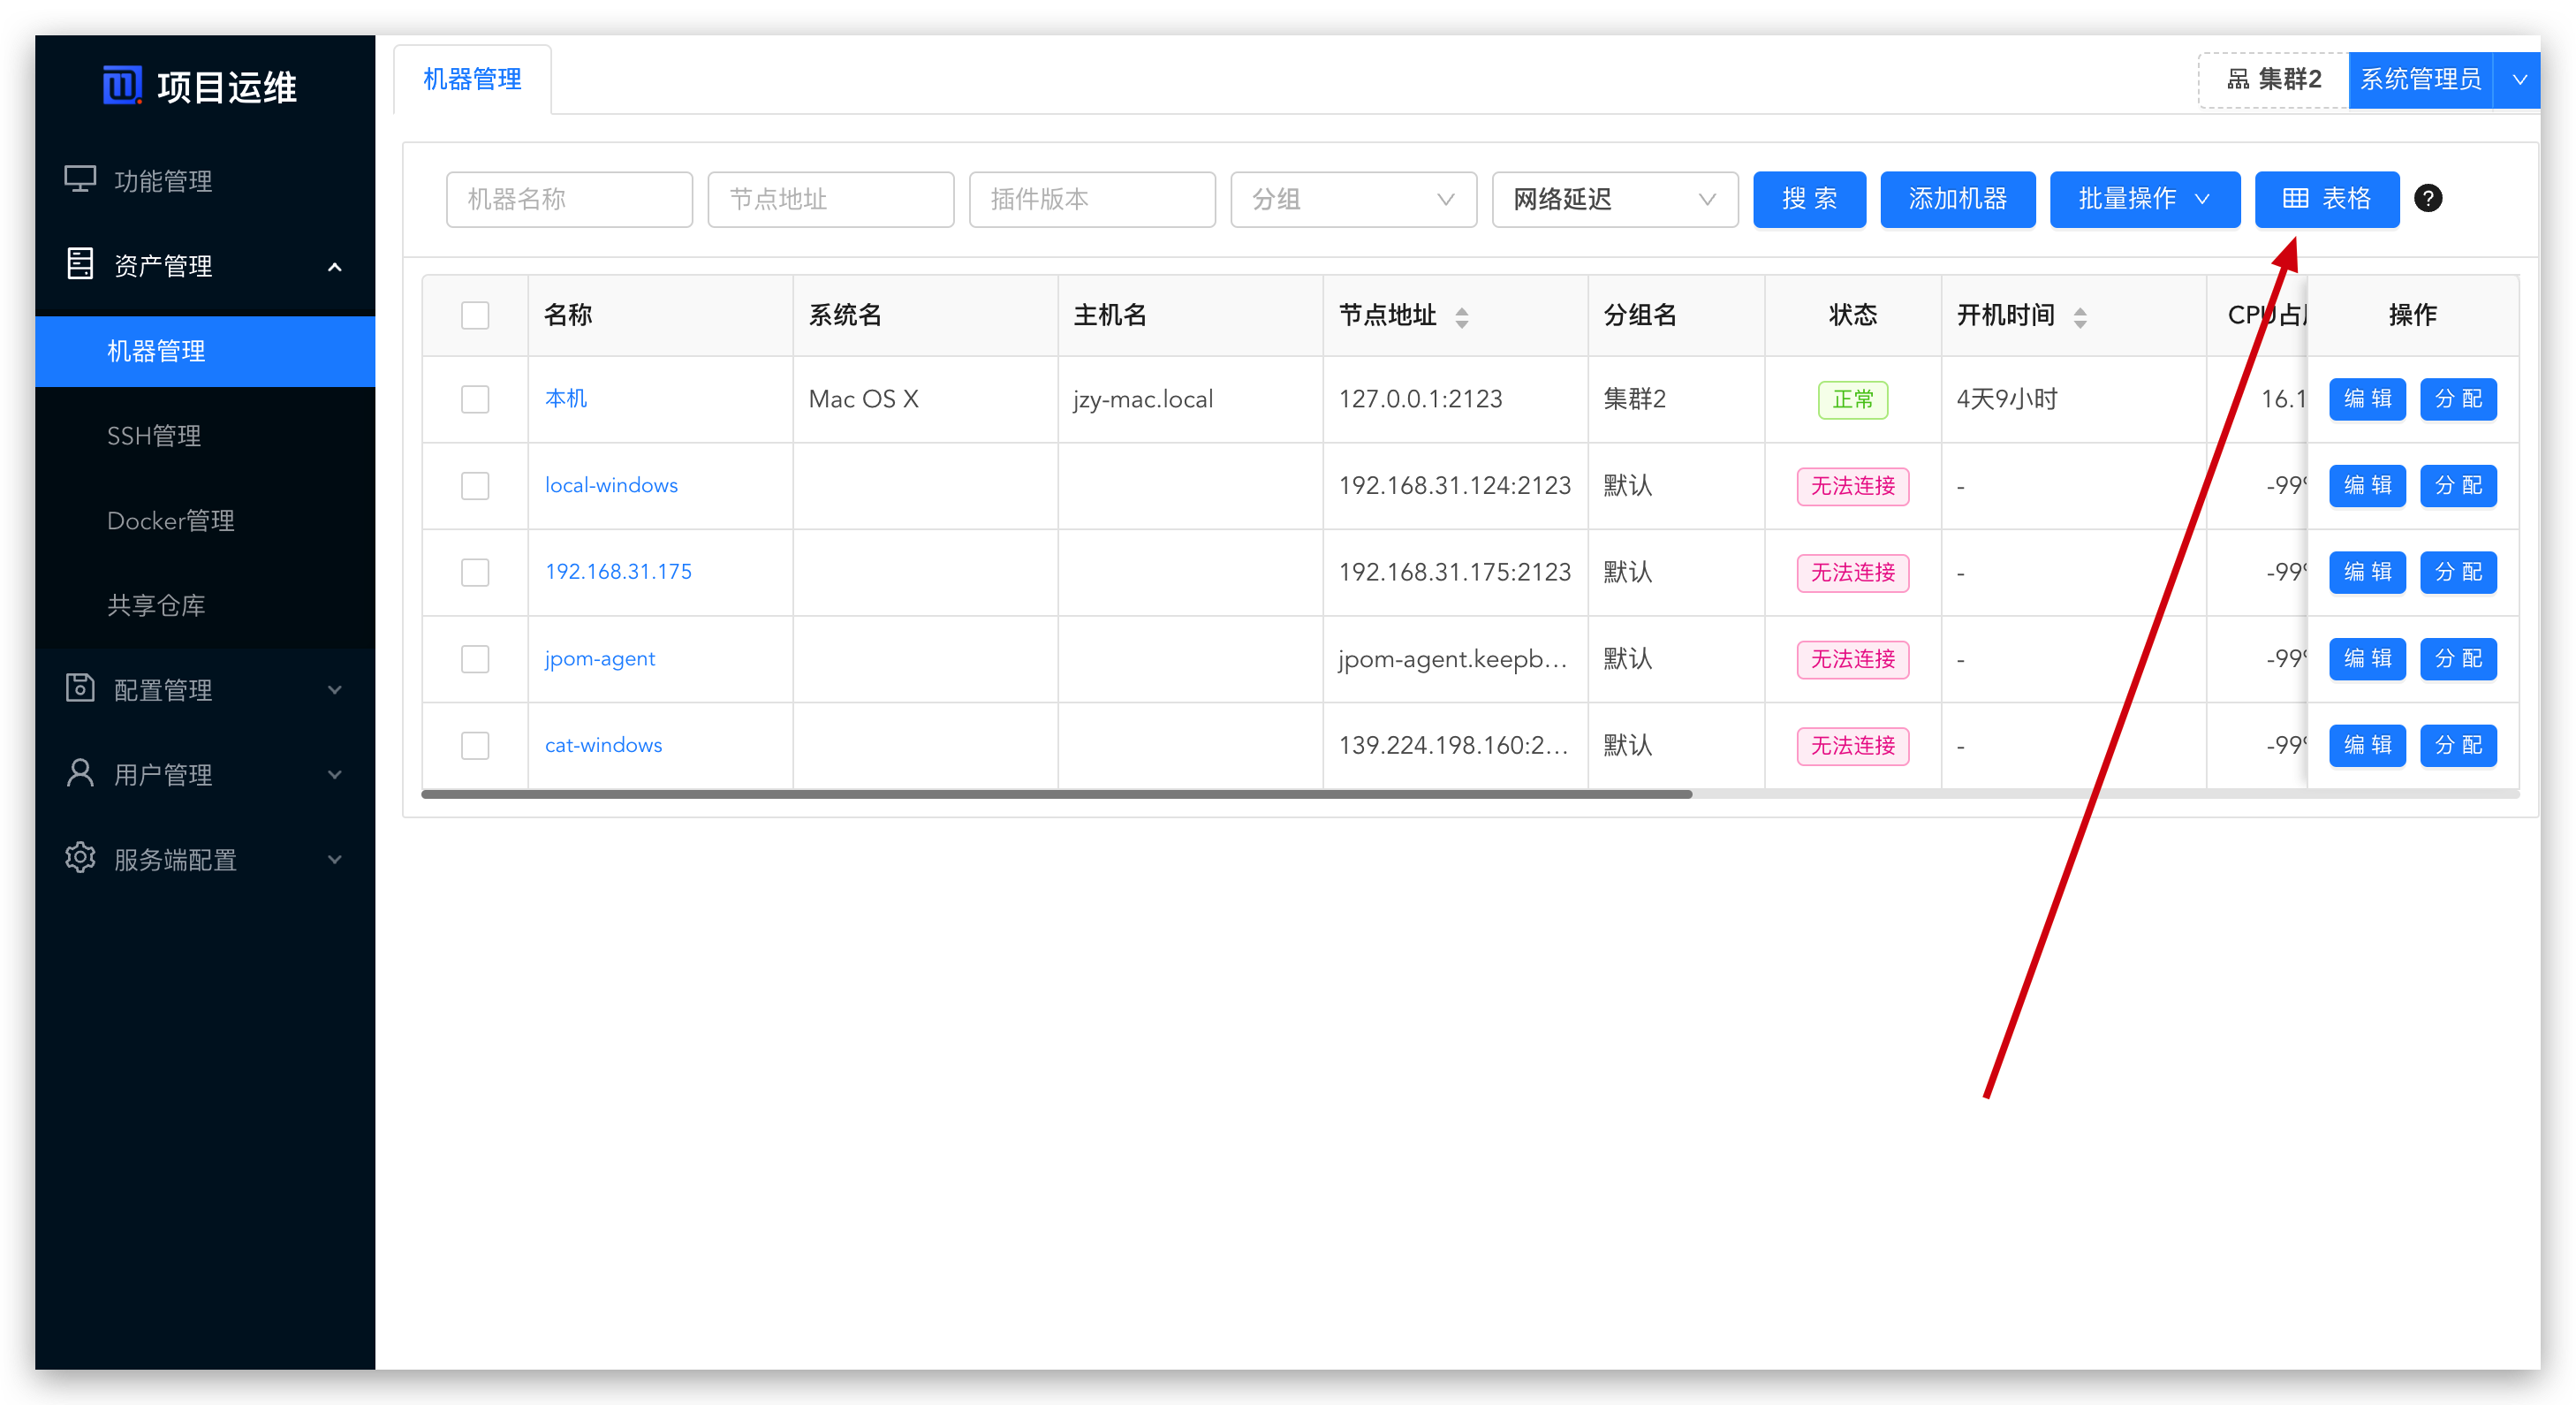 项目运维
功能管理
资产管理
机器管理
SSH管理
Docker管理
共享仓库
配置管理
用户管理
服务端配置
机器管理
集群2 系统管理员
机器名称 节点地址 插件版本 分组 网络延迟 搜 索 添加机器 批量操作 表格 ?
名称 系统名 主机名 节点地址 分组名 状态 开机时间 CPU占 操作
本机 Mac OS X jzy-mac.local 127.0.0.1:2123 集群2 正常 4天9小时 16.1 编 辑 分 配
local-windows 192.168.31.124:2123 默认 无法连接 - -99 编 辑 分 配
192.168.31.175 192.168.31.175:2123 默认 无法连接 - -99 编 辑 分 配
jpom-agent jpom-agent.keepb... 默认 无法连接 - -99 编 辑 分 配
cat-windows 139.224.198.160:2... 默认 无法连接 - -99 编 辑 分 配